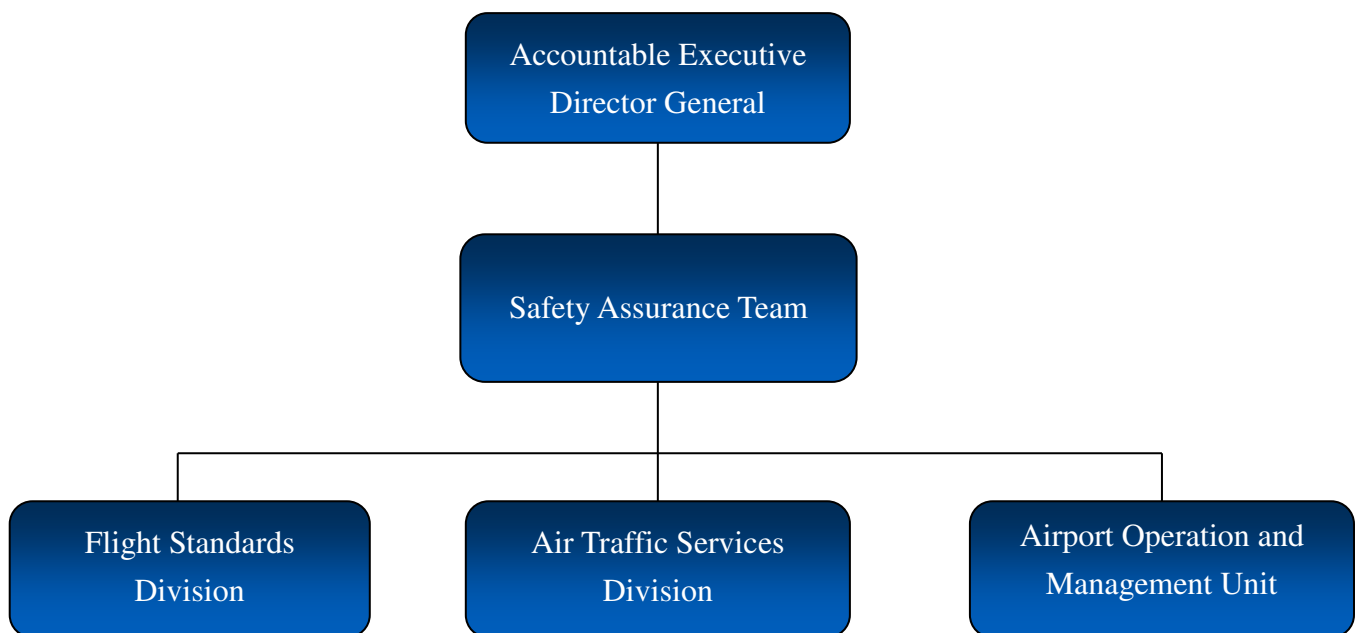 Accountable Executive
Director General
Safety Assurance Team
Flight Standards
Division
Air Traffic Services
Division
Airport Operation and
Management Unit